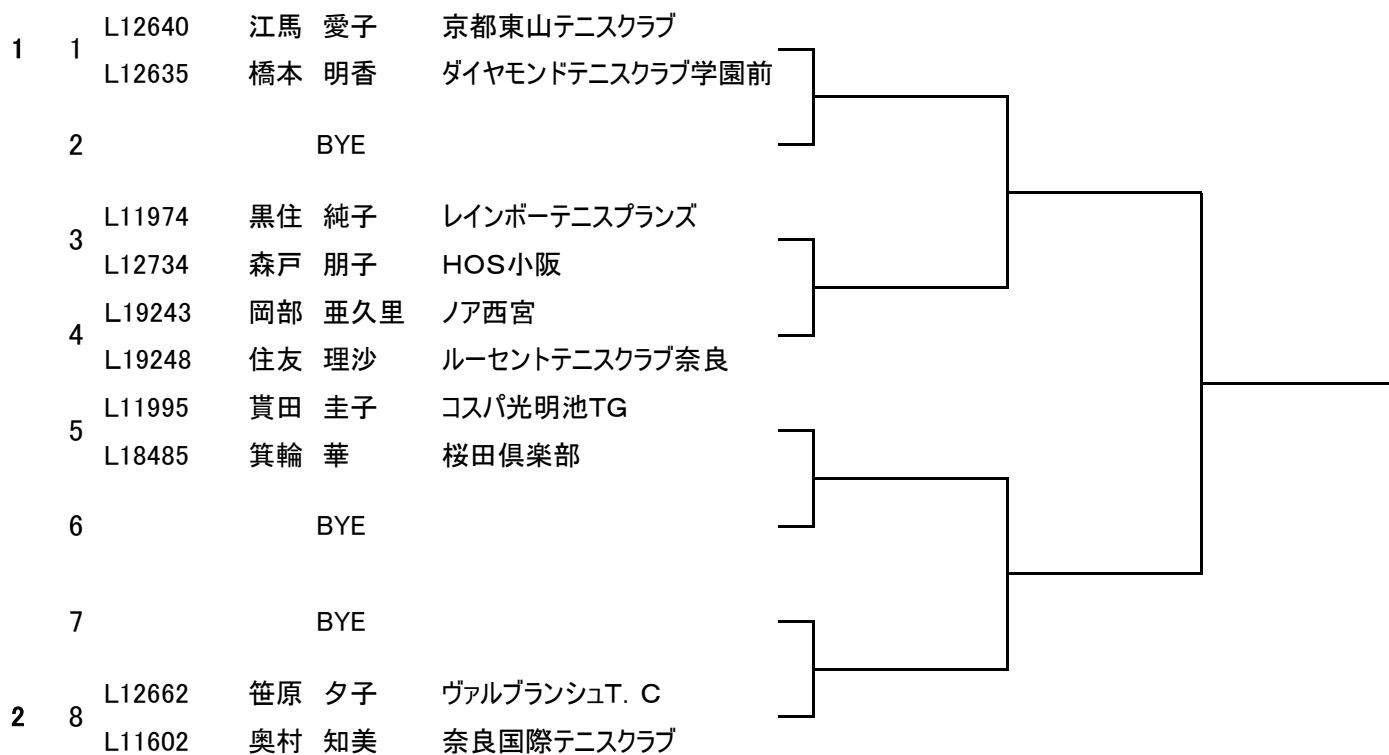 L12640 江馬 愛子 京都東山テニスクラブ
1 1
L12635 橋本 明香 ダイヤモンドテニスクラブ学園前
2 BYE
L11974 黒住 純子 レインボーテニスプランズ
3
L12734 森戸 朋子 HOS小阪
L19243 岡部 亜久里 ノア西宮
4
L19248 住友 理沙 ルーセントテニスクラブ奈良
L11995 貰田 圭子 コスパ光明池TG
5
L18485 箕輪 華 桜田倶楽部
6 BYE
7 BYE
L12662 笹原 夕子 ヴァルブランシュT. C
2 8
L11602 奥村 知美 奈良国際テニスクラブ